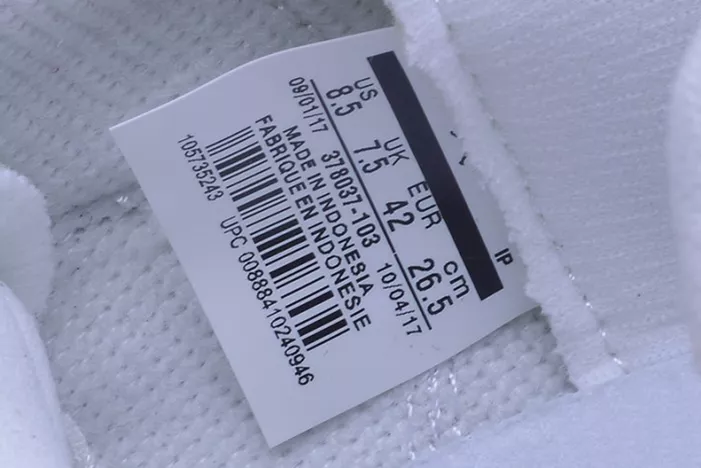 IP
US UK EUR cm
8.5 7.5 42 26.5
09/01/17 378037-103 10/04/17
MADE IN INDONESIA
FABRIQUE EN INDONESIE
105735243 UPC 00888410240946